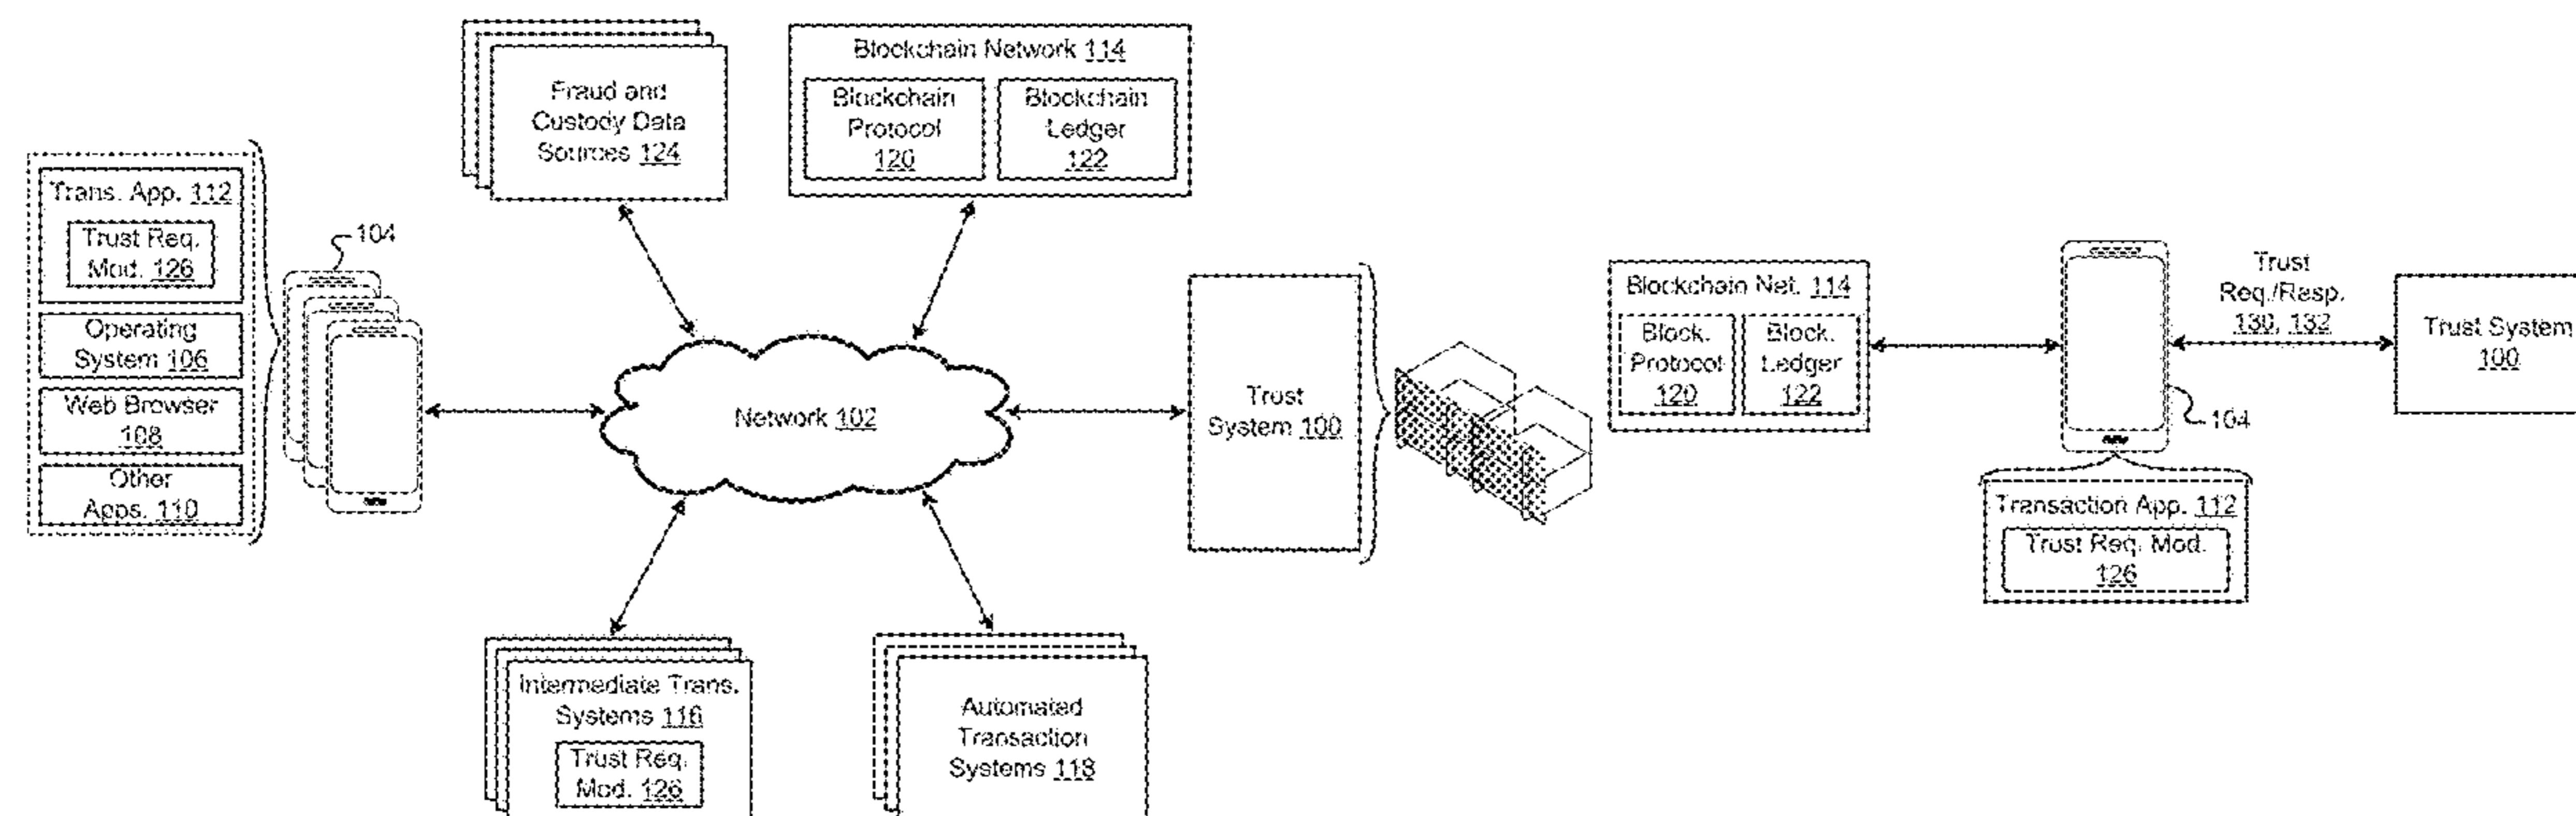 Trans. App. 112
Trust Req.
Mod. 126
Operating
System 106
Web Browser
108
Other
Apps. 110
104
Fraud and
Custody Data
Sources 124
Blockchain Network 114
Blockchain
Protocol
120
Blockchain
Ledger
122
Network 102
Trust
System 100
Intermediate Trans.
Systems 116
Trust Req.
Mod. 126
Automated
Transaction
Systems 118
Blockchain Net. 114
Block.
Protocol
120
Block.
Ledger
122
104
Transaction App. 112
Trust Req. Mod.
126
Trust
Req./Resp.
130, 132
Trust System
100